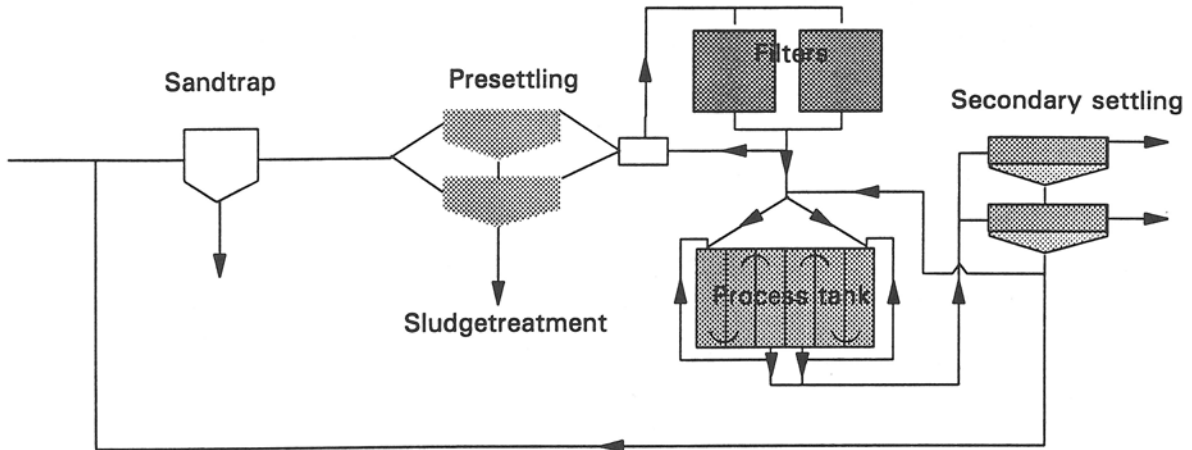 Filters
Sandtrap
Presettling
Secondary settling
Process tank
Sludgetreatment